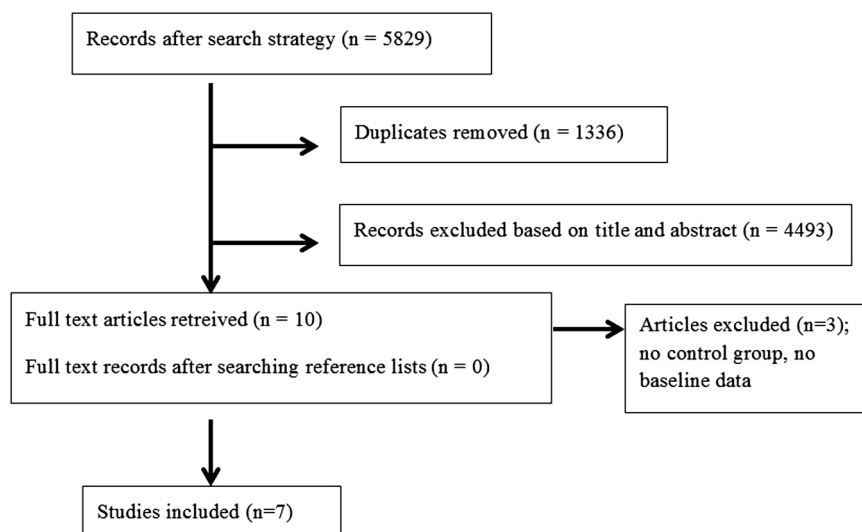 Records after search strategy (n = 5829)
Duplicates removed (n = 1336)
Records excluded based on title and abstract (n = 4493)
Full text articles retreived (n = 10)
Full text records after searching reference lists (n = 0)
Articles excluded (n=3);
no control group, no
baseline data
Studies included (n=7)